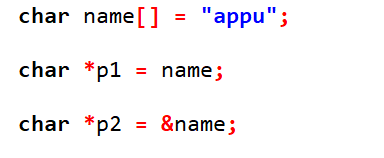 char name[] = "appu";
char *p1 = name;
char *p2 = &name;